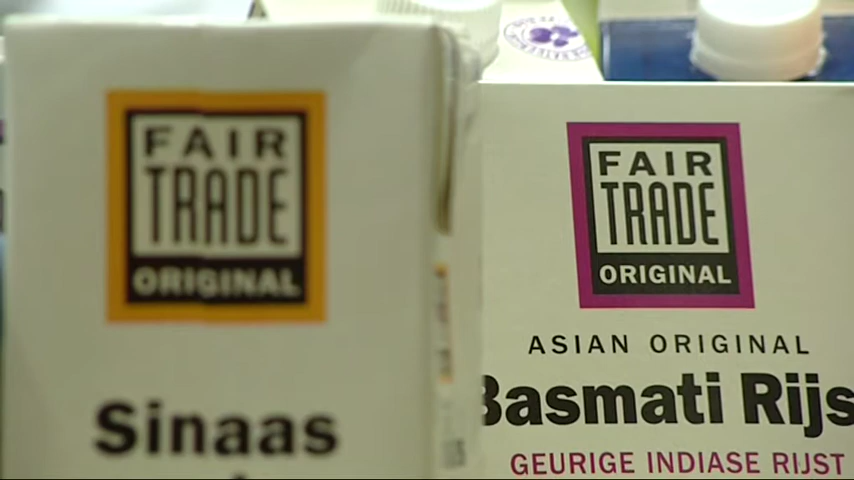 FAIR
TRADE
ORIGINAL
Sinaas
FAIR
TRADE
ORIGINAL
ASIAN ORIGINAL
Basmati Rijs
GEURIGE INDIASE RIJST